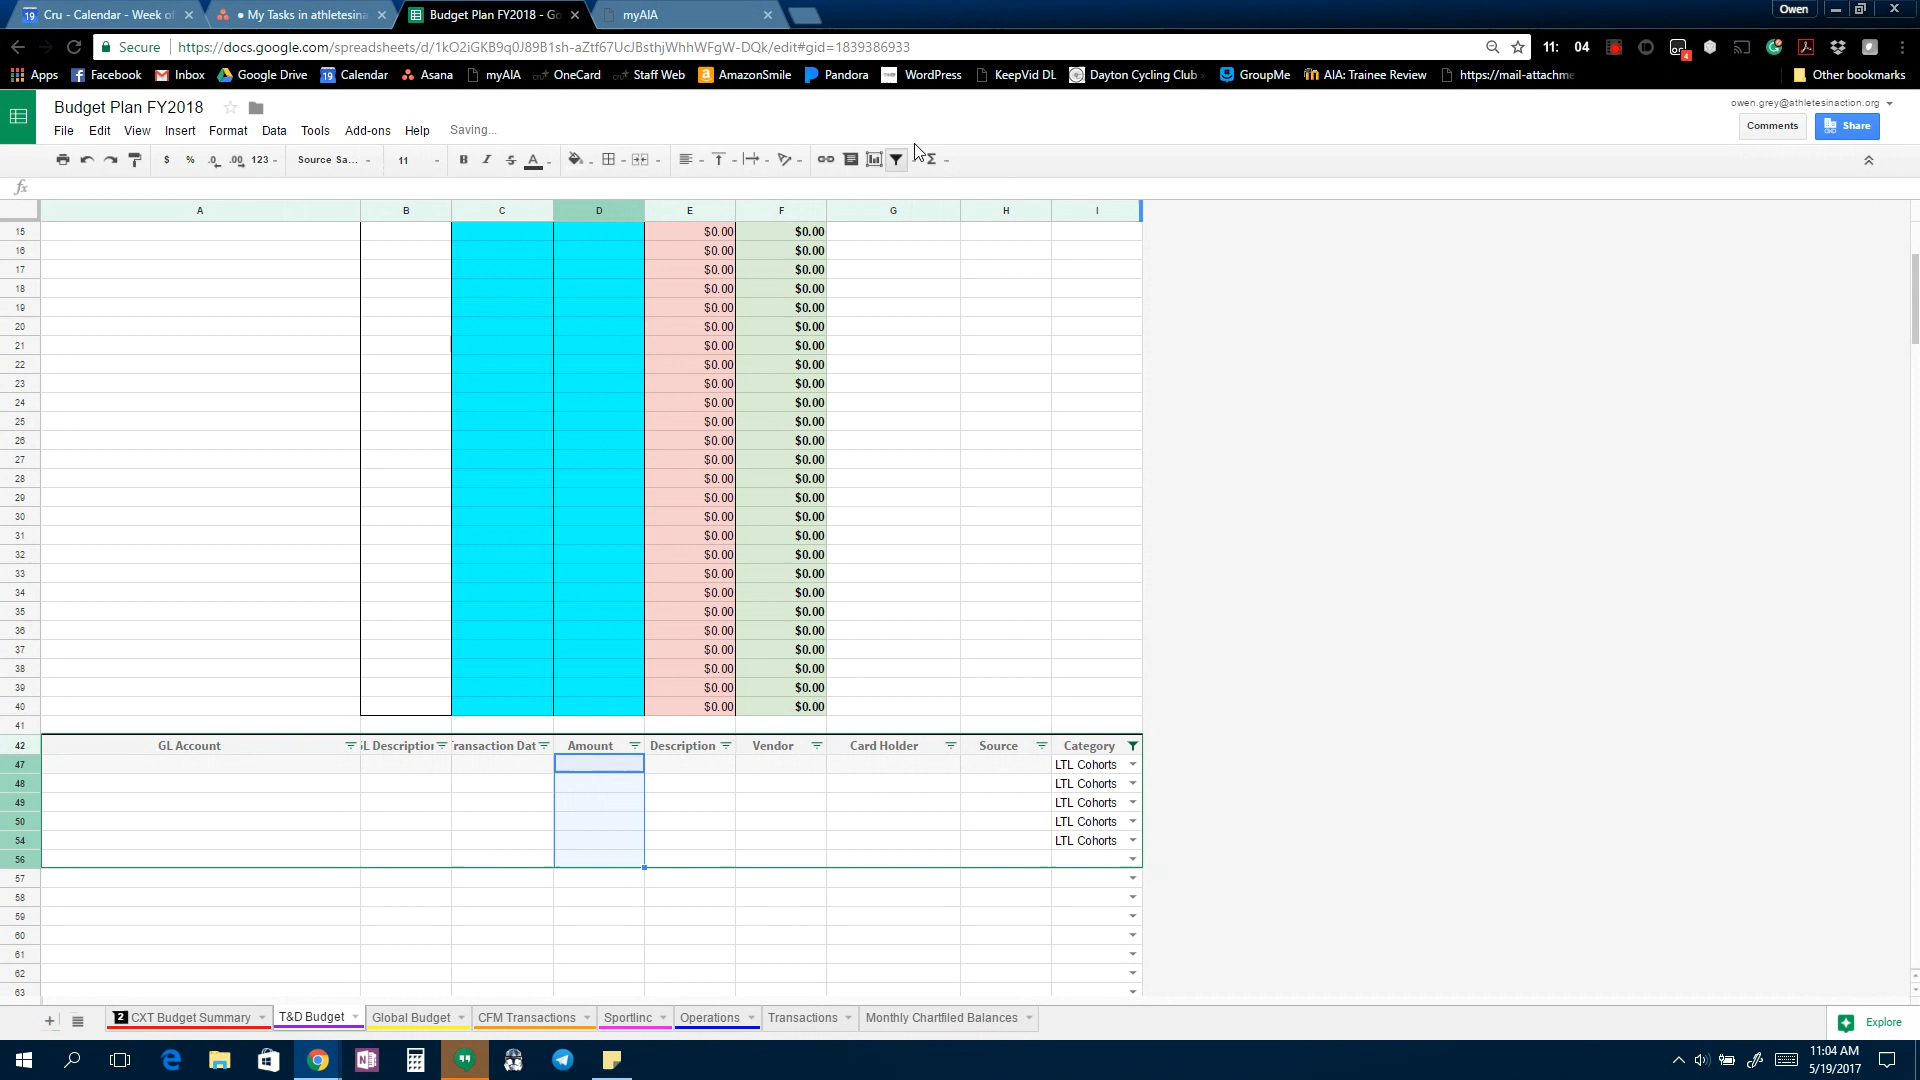 Cru - Calendar - Week of
• My Tasks in athletesina
Budget Plan FY2018 - Go
myAIA
Owen
Secure
https://docs.google.com/spreadsheets/d/1kO2iGKB9q0J89B1sh-aZtf67UcJBsthjWhhWFgW-DQk/edit#gid=1839386933
11: 04
4
Apps Facebook Inbox Google Drive 19 Calendar Asana myAIA OneCard Staff Web AmazonSmile Pandora WordPress KeepVid DL Dayton Cycling Club GroupMe AIA: Trainee Review https://mail-attachme Other bookmarks
Budget Plan FY2018
owen.grey@athletesinaction.org
File Edit View Insert Format Data Tools Add-ons Help Saving...
Comments Share
$ % .0 .00 123 Source Sa... 11 B I S A Σ
fx
A B C D E F G H I
15 $0.00 $0.00
16 $0.00 $0.00
17 $0.00 $0.00
18 $0.00 $0.00
19 $0.00 $0.00
20 $0.00 $0.00
21 $0.00 $0.00
22 $0.00 $0.00
23 $0.00 $0.00
24 $0.00 $0.00
25 $0.00 $0.00
26 $0.00 $0.00
27 $0.00 $0.00
28 $0.00 $0.00
29 $0.00 $0.00
30 $0.00 $0.00
31 $0.00 $0.00
32 $0.00 $0.00
33 $0.00 $0.00
34 $0.00 $0.00
35 $0.00 $0.00
36 $0.00 $0.00
37 $0.00 $0.00
38 $0.00 $0.00
39 $0.00 $0.00
40 $0.00 $0.00
41
42 GL Account GL Description Transaction Dat Amount Description Vendor Card Holder Source Category
47 LTL Cohorts
48 LTL Cohorts
49 LTL Cohorts
50 LTL Cohorts
54 LTL Cohorts
56
57
58
59
60
61
62
63
2 CXT Budget Summary T&D Budget Global Budget CFM Transactions Sportlinc Operations Transactions Monthly Chartfiled Balances
Explore
11:04 AM
5/19/2017